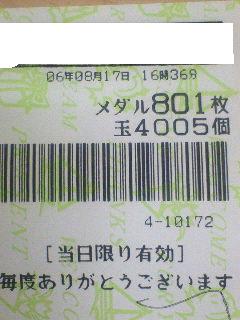 06年08月17日 16時36分
メダル801枚
玉4005個
4-10172
[当日限り有効]
毎度ありがとうございます